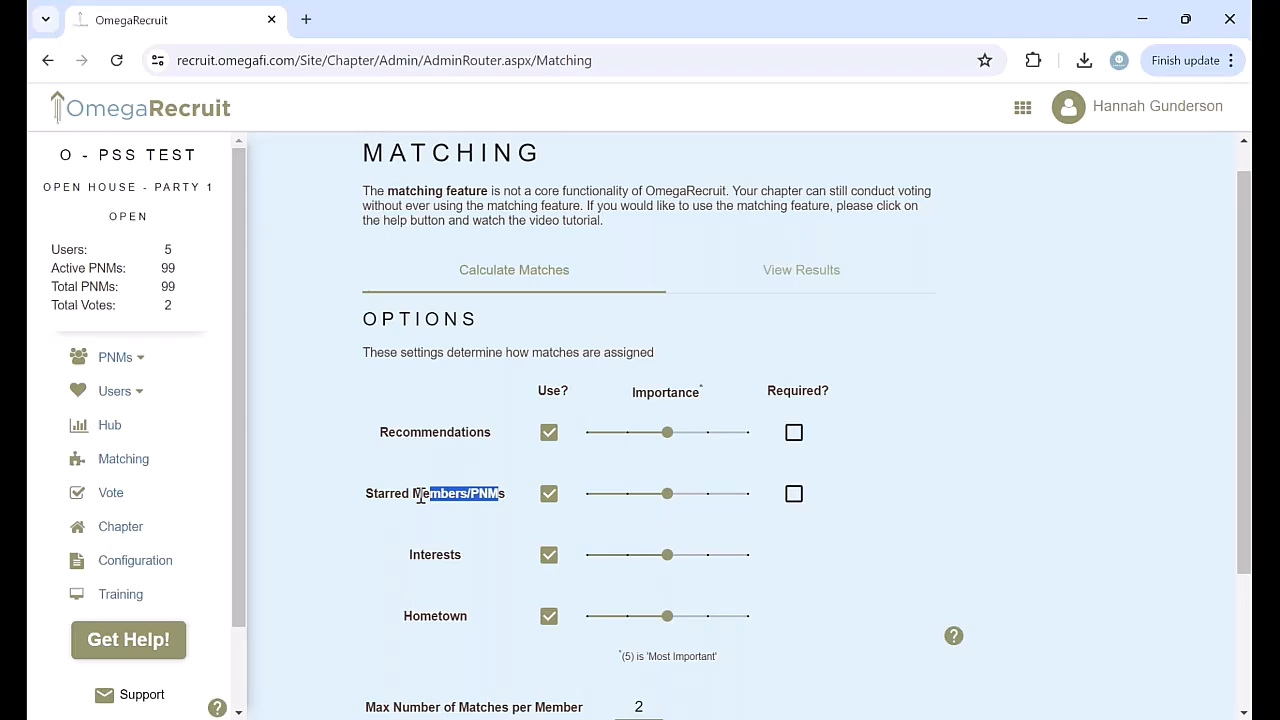 OmegaRecruit
recruit.omegafi.com/Site/Chapter/Admin/AdminRouter.aspx/Matching
Finish update
OmegaRecruit
Hannah Gunderson
O - PSS TEST
OPEN HOUSE - PARTY 1
OPEN
Users: 5
Active PNMs: 99
Total PNMs: 99
Total Votes: 2
PNMs
Users
Hub
Matching
Vote
Chapter
Configuration
Training
Get Help!
Support
?
MATCHING
The matching feature is not a core functionality of OmegaRecruit. Your chapter can still conduct voting
without ever using the matching feature. If you would like to use the matching feature, please click on
the help button and watch the video tutorial.
Calculate Matches View Results
OPTIONS
These settings determine how matches are assigned
Use? Importance* Required?
Recommendations
Starred Members/PNMs
Interests
Hometown
?
*(5) is 'Most Important'
Max Number of Matches per Member 2